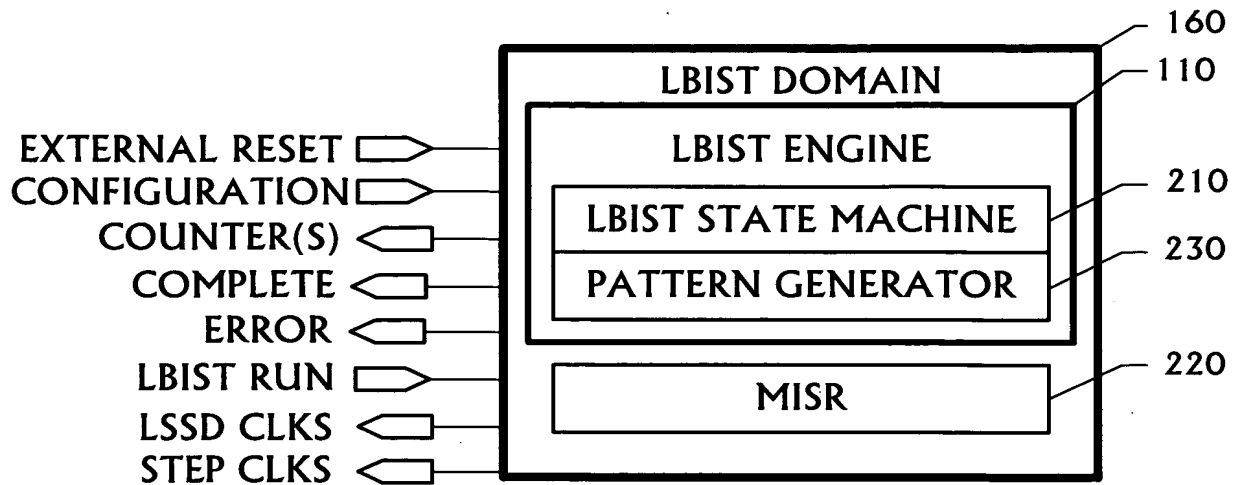 160
LBIST DOMAIN
110
EXTERNAL RESET
LBIST ENGINE
CONFIGURATION
210
LBIST STATE MACHINE
COUNTER(S)
230
COMPLETE
PATTERN GENERATOR
ERROR
220
LBIST RUN
MISR
LSSD CLKS
STEP CLKS